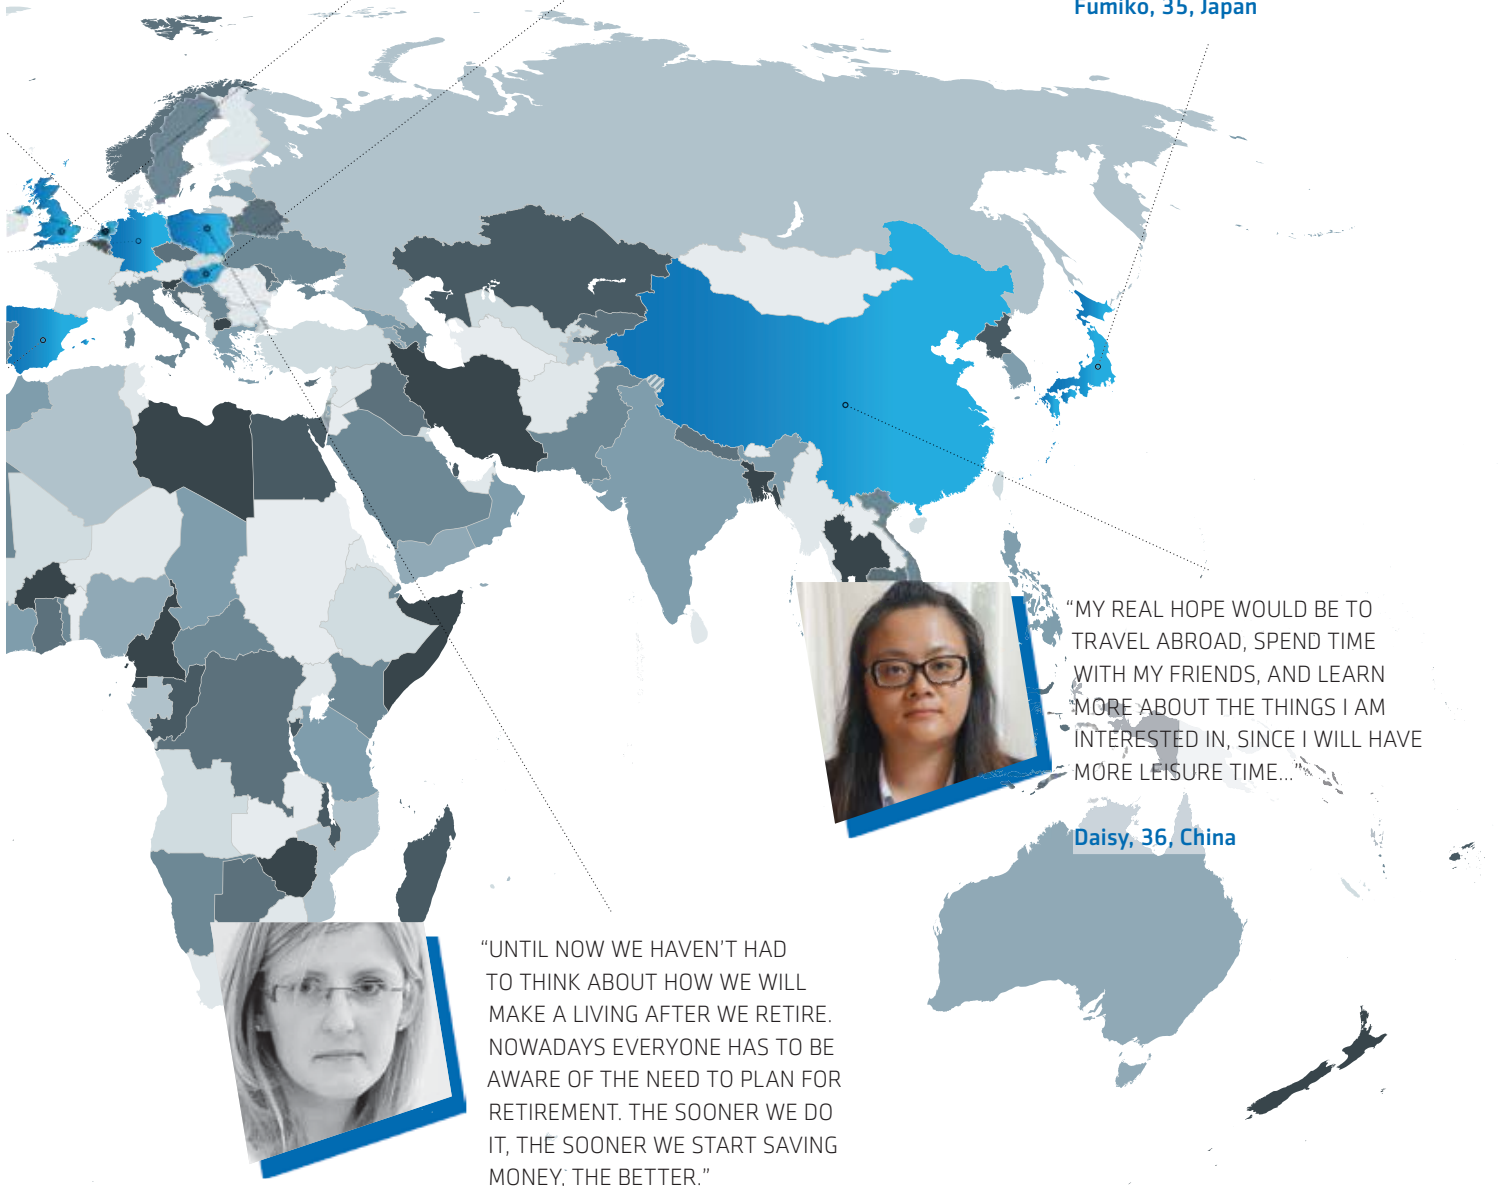 Fumiko, 35, Japan
“MY REAL HOPE WOULD BE TO
TRAVEL ABROAD, SPEND TIME
WITH MY FRIENDS, AND LEARN
MORE ABOUT THE THINGS I AM
INTERESTED IN, SINCE I WILL HAVE
MORE LEISURE TIME...”
Daisy, 36, China
“UNTIL NOW WE HAVEN’T HAD
TO THINK ABOUT HOW WE WILL
MAKE A LIVING AFTER WE RETIRE.
NOWADAYS EVERYONE HAS TO BE
AWARE OF THE NEED TO PLAN FOR
RETIREMENT. THE SOONER WE DO
IT, THE SOONER WE START SAVING
MONEY, THE BETTER.”